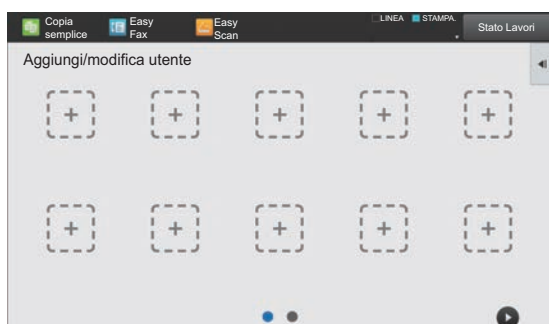 Copia
semplice
Easy
Fax
Easy
Scan
LINEA STAMPA.
Stato Lavori
Aggiungi/modifica utente